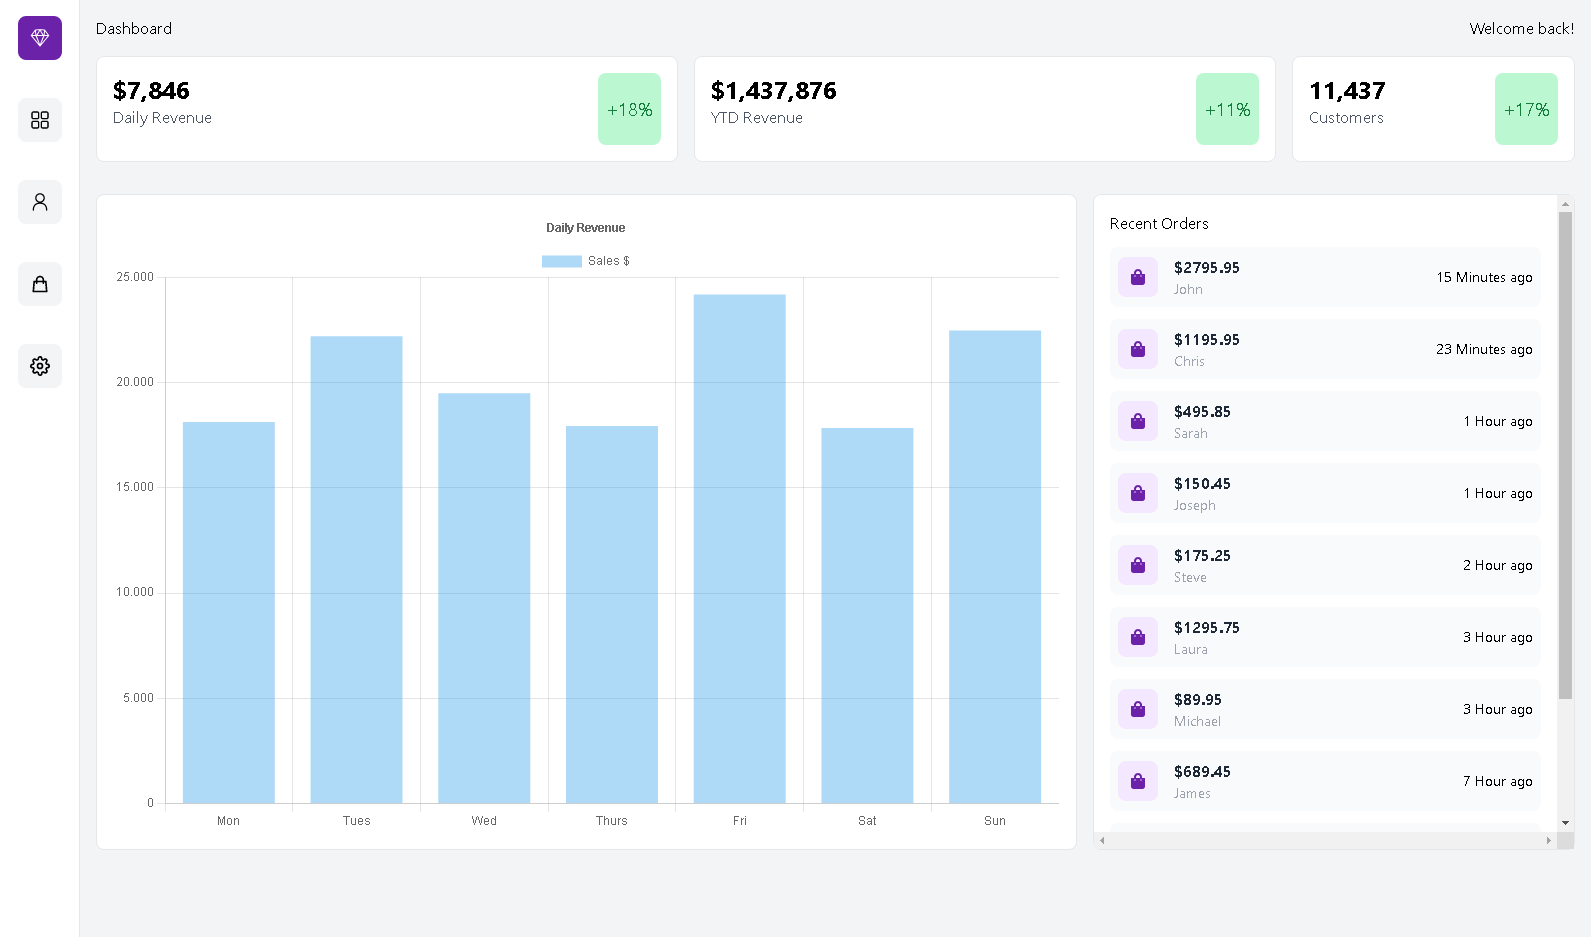 Dashboard
Welcome back!
$7,846
Daily Revenue
+18%
$1,437,876
YTD Revenue
+11%
11,437
Customers
+17%
Daily Revenue
Sales $
25.000
20.000
15.000
10.000
5.000
0
Mon
Tues
Wed
Thurs
Fri
Sat
Sun
Recent Orders
$2795.95
John
15 Minutes ago
$1195.95
Chris
23 Minutes ago
$495.85
Sarah
1 Hour ago
$150.45
Joseph
1 Hour ago
$175.25
Steve
2 Hour ago
$1295.75
Laura
3 Hour ago
$89.95
Michael
3 Hour ago
$689.45
James
7 Hour ago